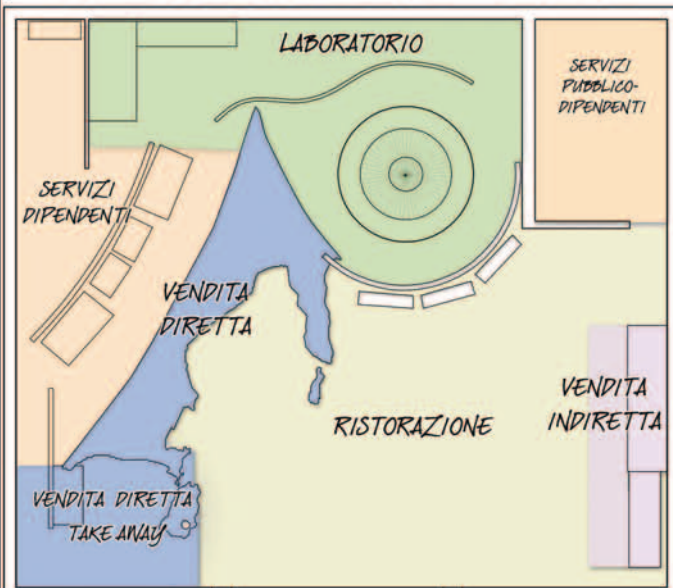 LABORATORIO
SERVIZI
PUBBLICO-
DIPENDENTI
SERVIZI
DIPENDENTI
VENDITA
DIRETTA
VENDITA
INDIRETTA
RISTORAZIONE
VENDITA DIRETTA
TAKE AWAY